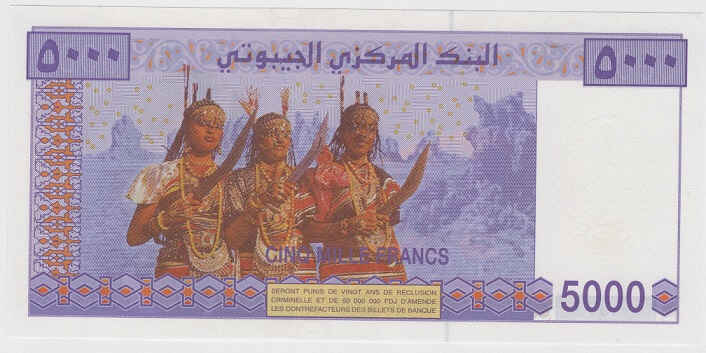 ٥٠٠٠
البنك المركزي الجيبوتي
٥٠٠٠
CINQ MILLE FRANCS
SERONT PUNIS DE VINGT ANS DE RECLUSION
CRIMINELLE ET DE 50 000 000 FDJ D'AMENDE
LES CONTREFACTEURS DES BILLETS DE BANQUE
5000